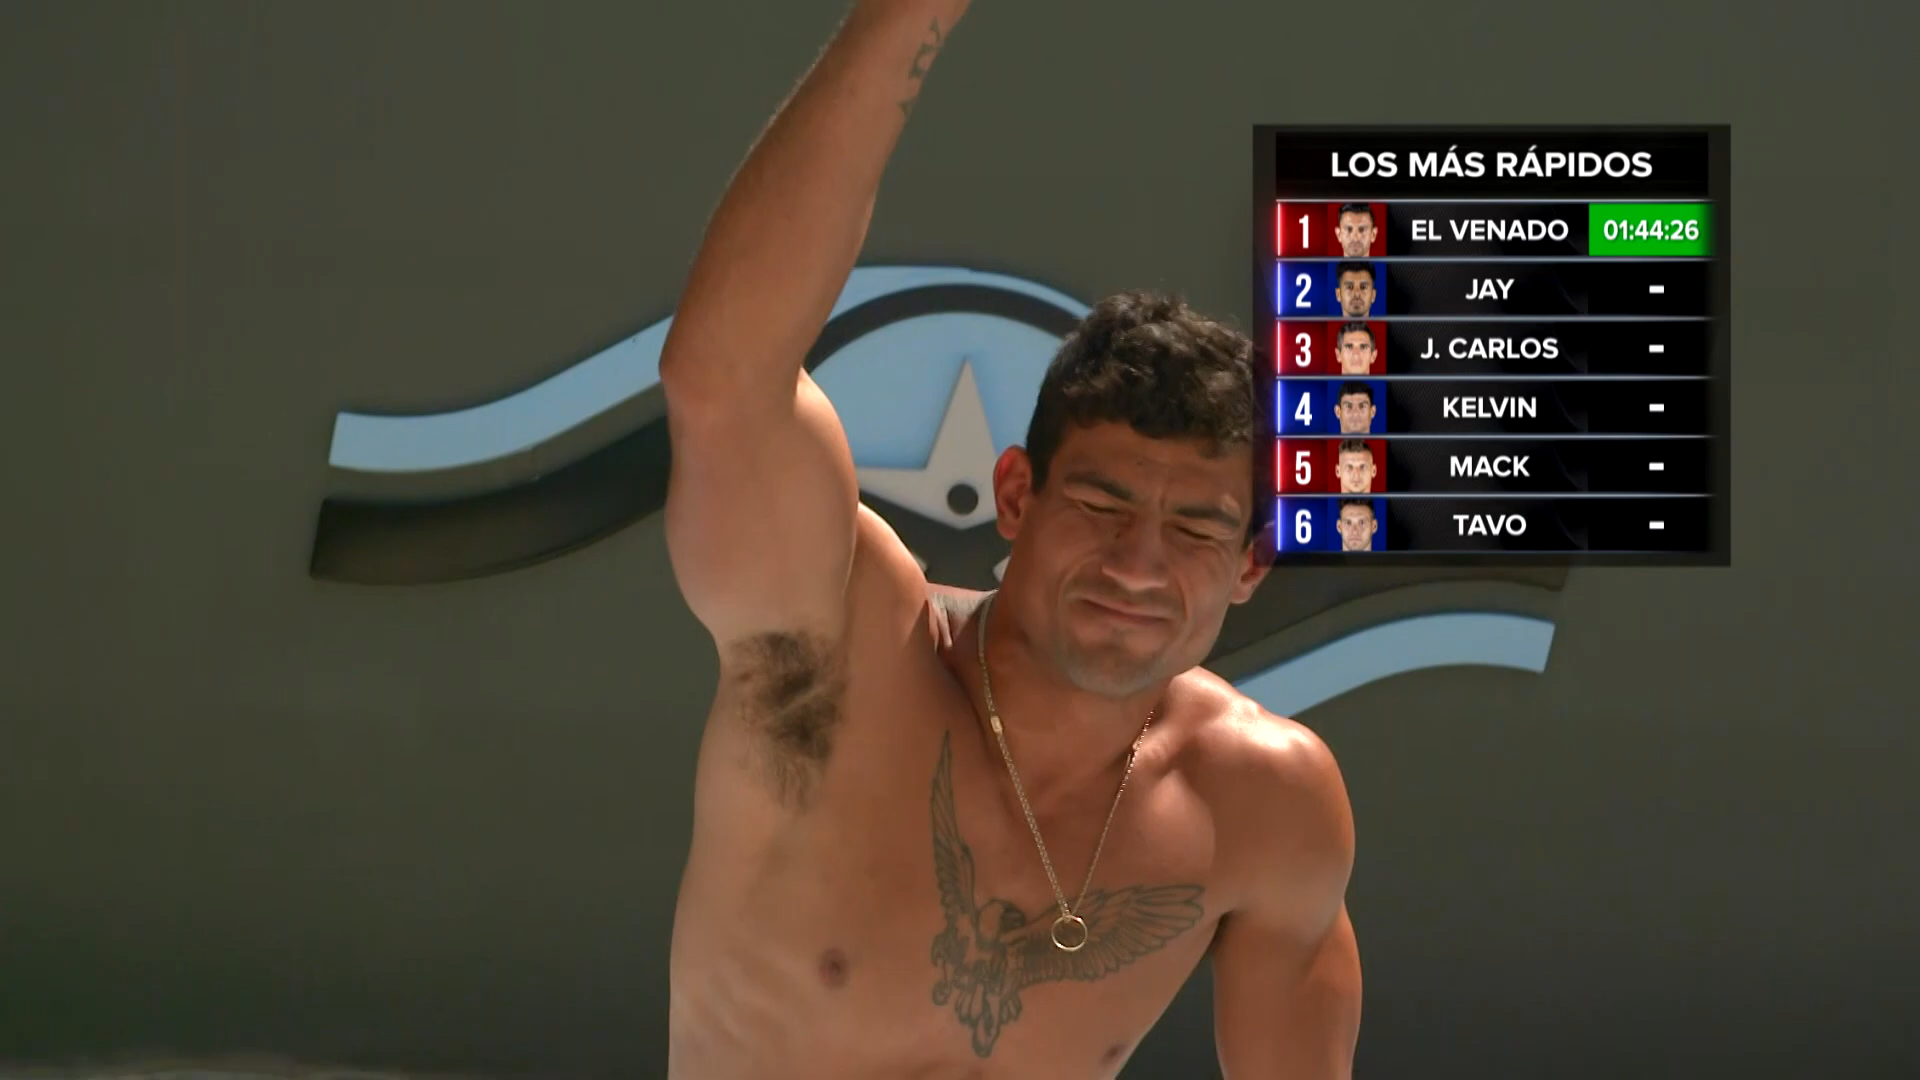 LOS MÁS RÁPIDOS
1 EL VENADO 01:44:26
2 JAY -
3 J. CARLOS -
4 KELVIN -
5 MACK -
6 TAVO -